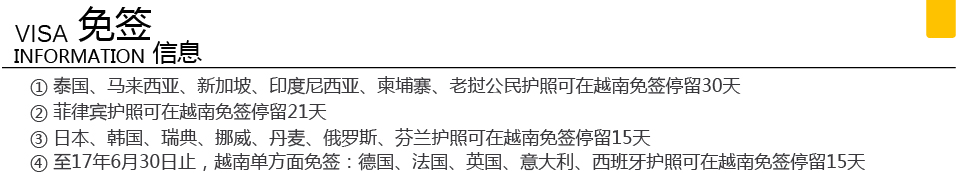 VISA 免签
INFORMATION 信息
① 泰国、马来西亚、新加坡、印度尼西亚、柬埔寨、老挝公民护照可在越南免签停留30天
② 菲律宾护照可在越南免签停留21天
③ 日本、韩国、瑞典、挪威、丹麦、俄罗斯、芬兰护照可在越南免签停留15天
④ 至17年6月30日止，越南单方面免签：德国、法国、英国、意大利、西班牙护照可在越南免签停留15天